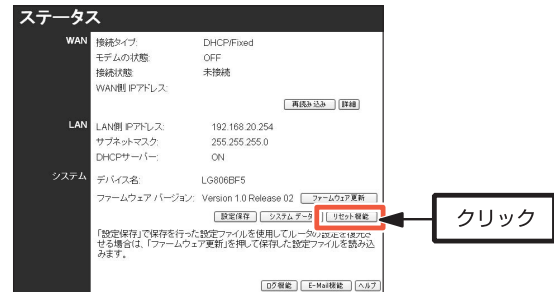 ステータス
WAN
接続タイプ: DHCP/Fixed
モデムの状態: OFF
接続状態: 未接続
WAN側 IPアドレス:
再読み込み 詳細
LAN
LAN側 IPアドレス: 192.168.20.254
サブネットマスク: 255.255.255.0
DHCPサーバー: ON
システム
デバイス名: LG806BF5
ファームウェア バージョン: Version 1.0 Release 02 ファームウェア更新
設定保存 システム データ リセット機能
クリック
「設定保存」で保存を行った設定ファイルを使用してルータの設定を復元さ
せる場合は、「ファームウェア更新」を押して保存した設定ファイルを読み込
みます。
ログ機能 E-Mail機能 ヘルプ